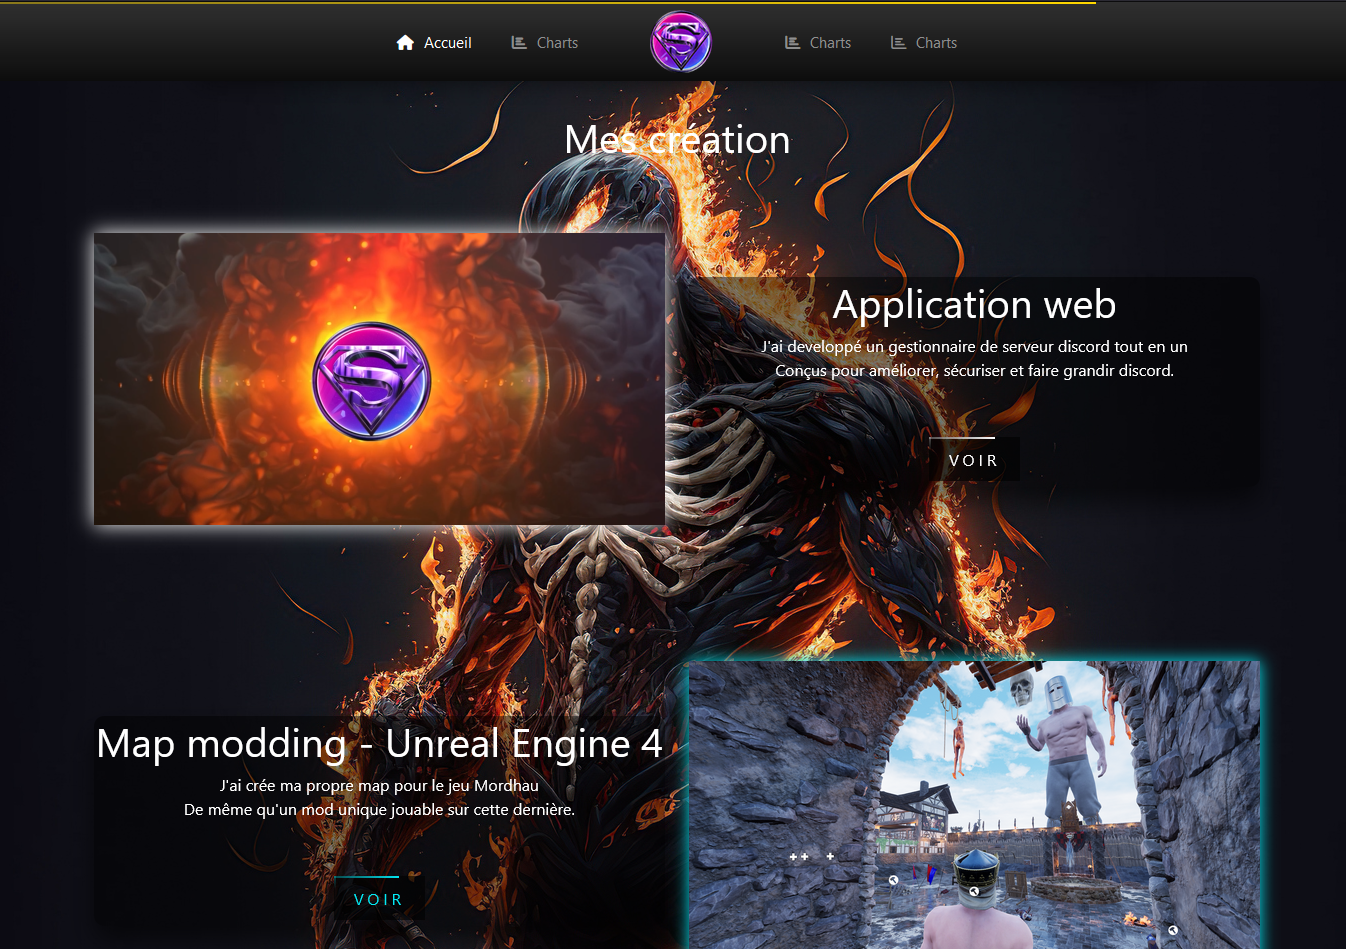 Accueil
Charts
Charts
Charts
Mes création
Application web
J'ai developpé un gestionnaire de serveur discord tout en un
Conçus pour améliorer, sécuriser et faire grandir discord.
VOIR
Map modding - Unreal Engine 4
J'ai crée ma propre map pour le jeu Mordhau
De même qu'un mod unique jouable sur cette dernière.
VOIR